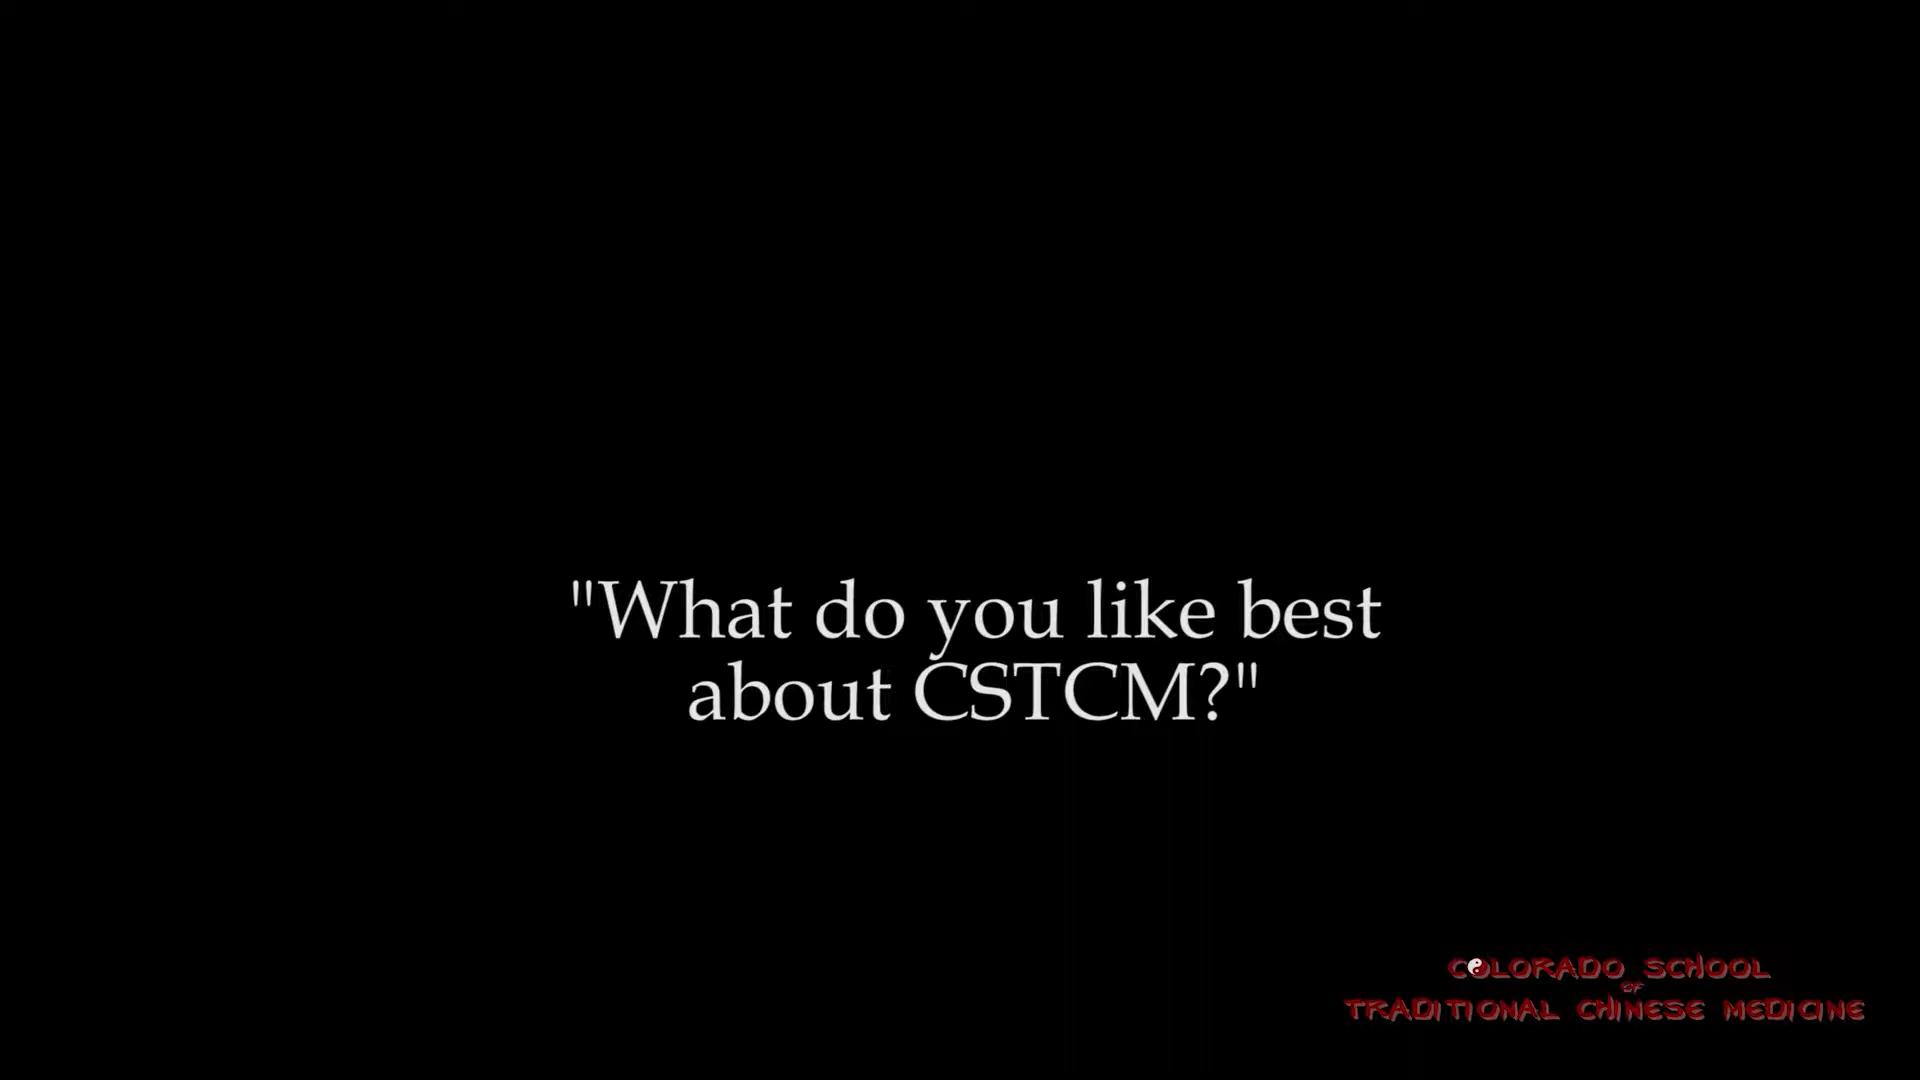 "What do you like best
about CSTCM?"
COLORADO SCHOOL
OF
TRADITIONAL CHINESE MEDICINE